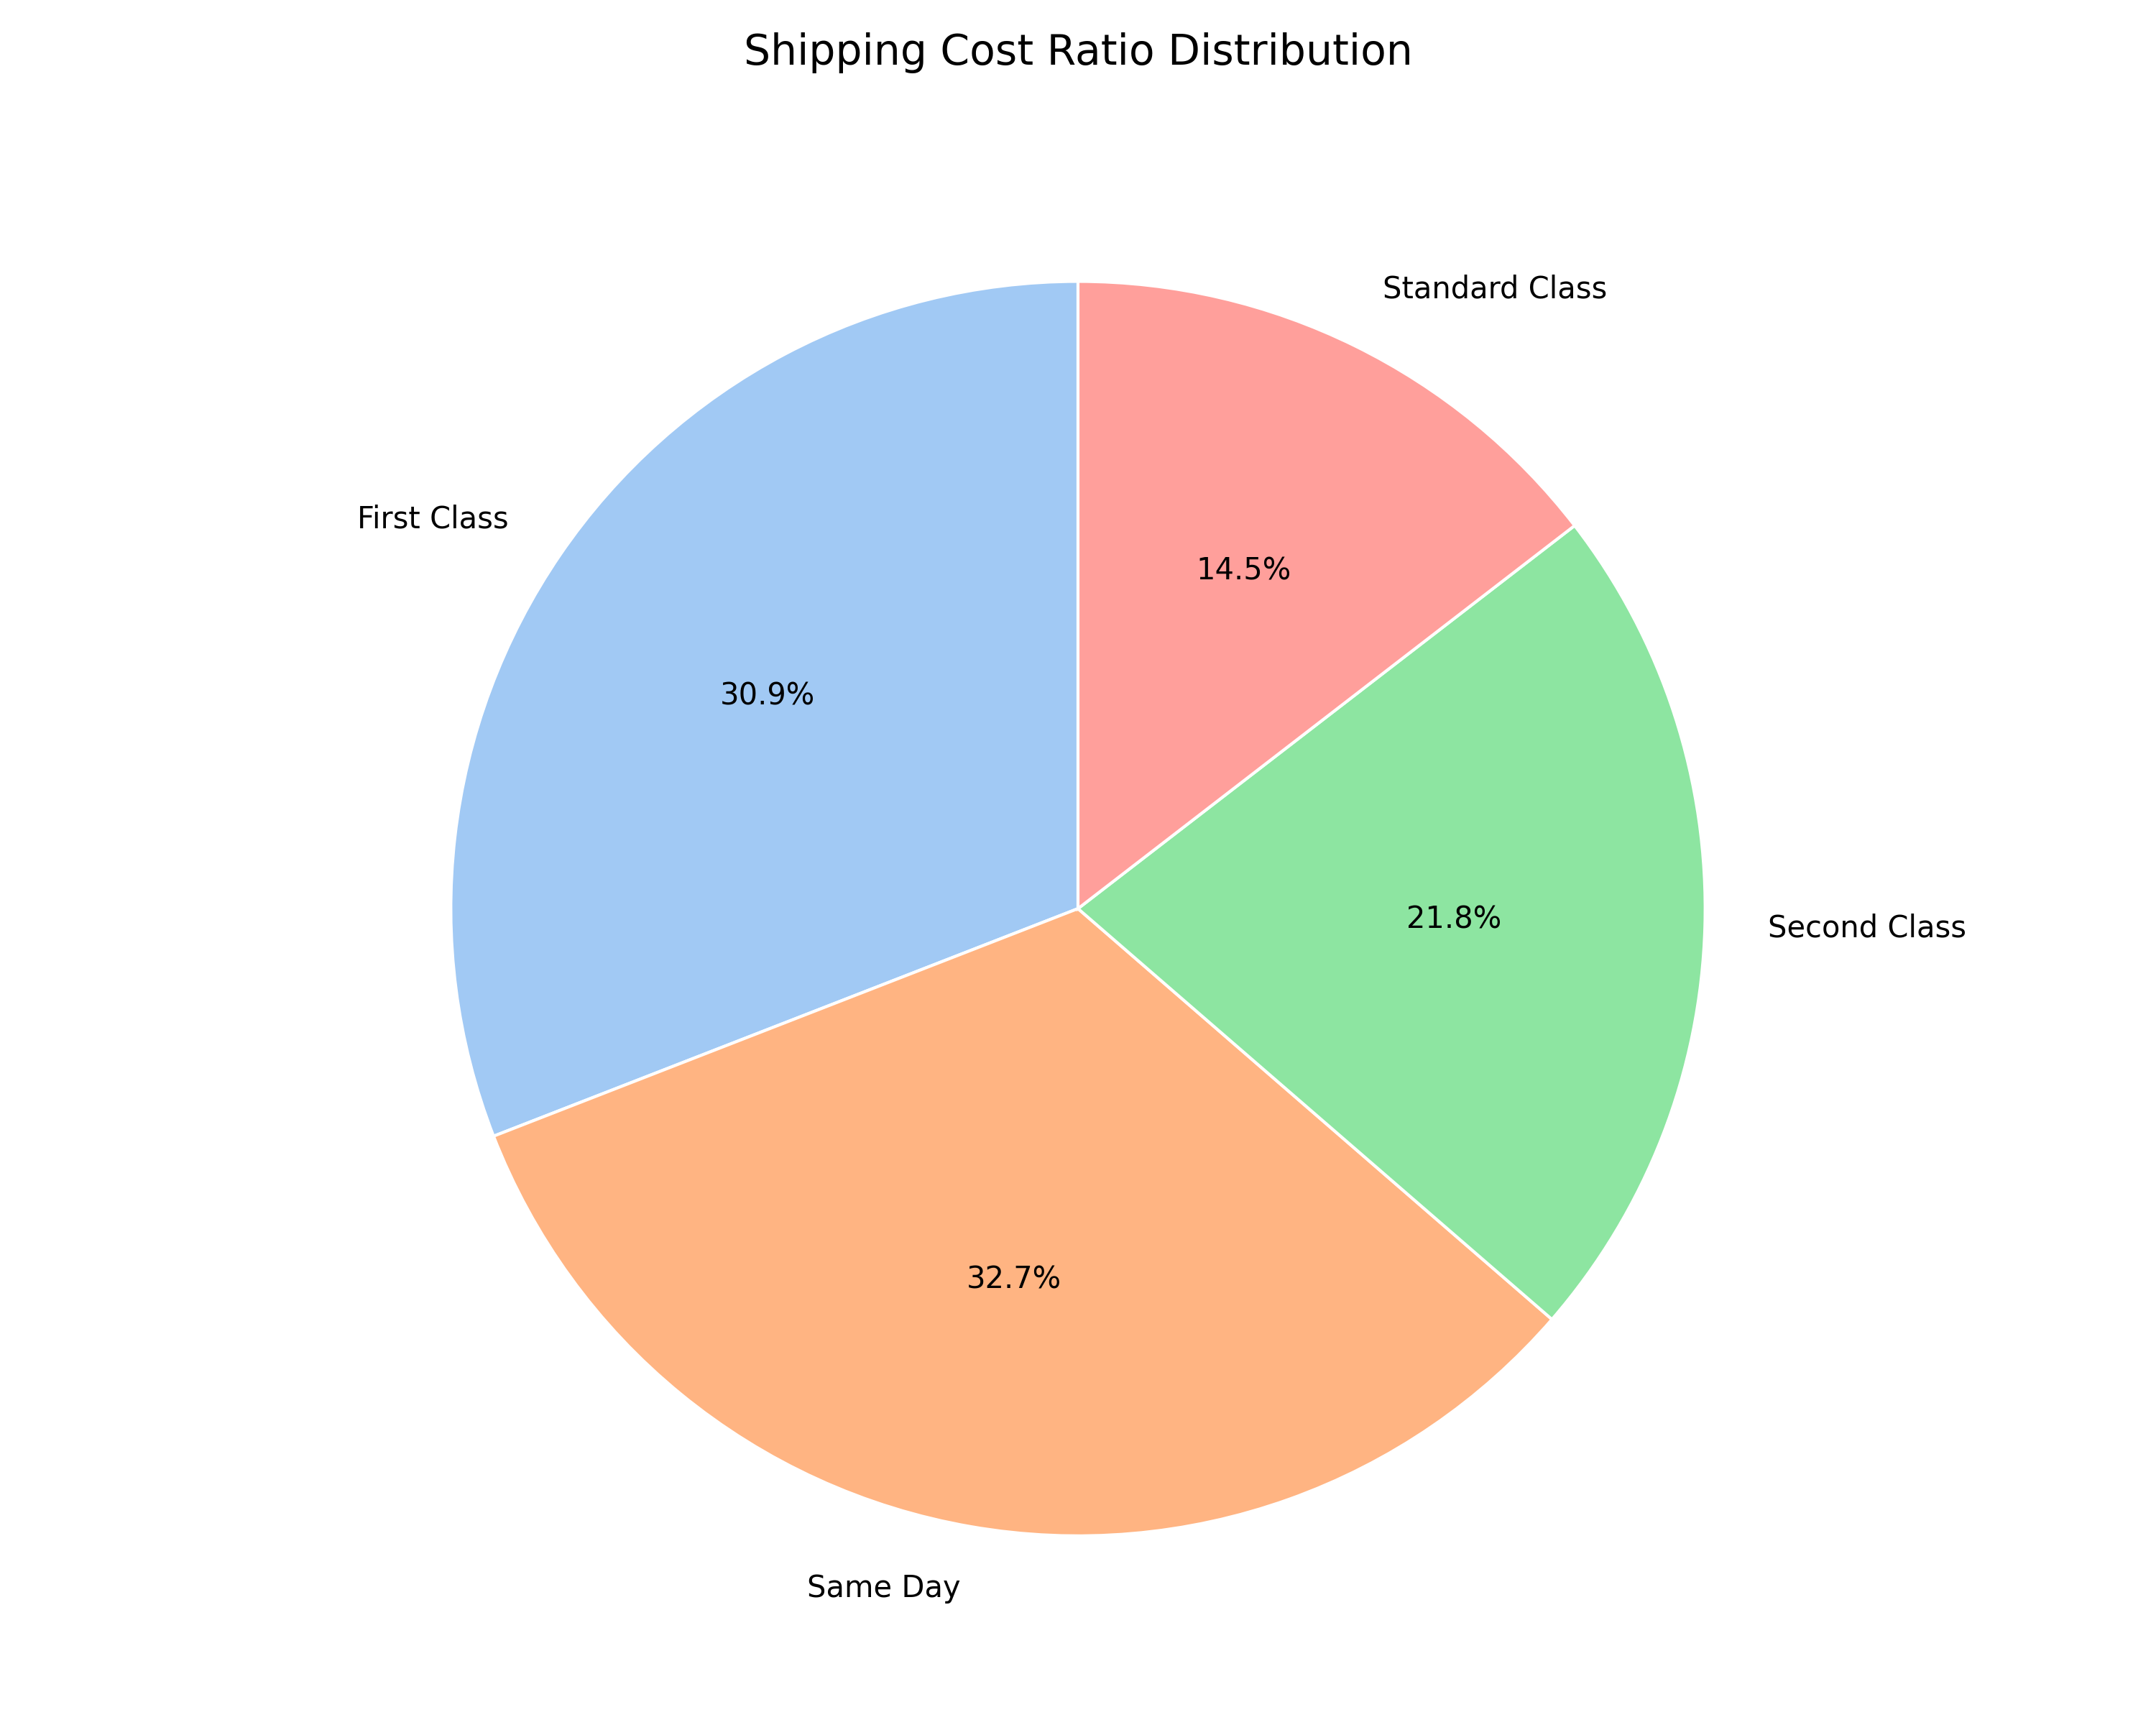 Shipping Cost Ratio Distribution
Standard Class
First Class
14.5%
30.9%
21.8%
Second Class
32.7%
Same Day